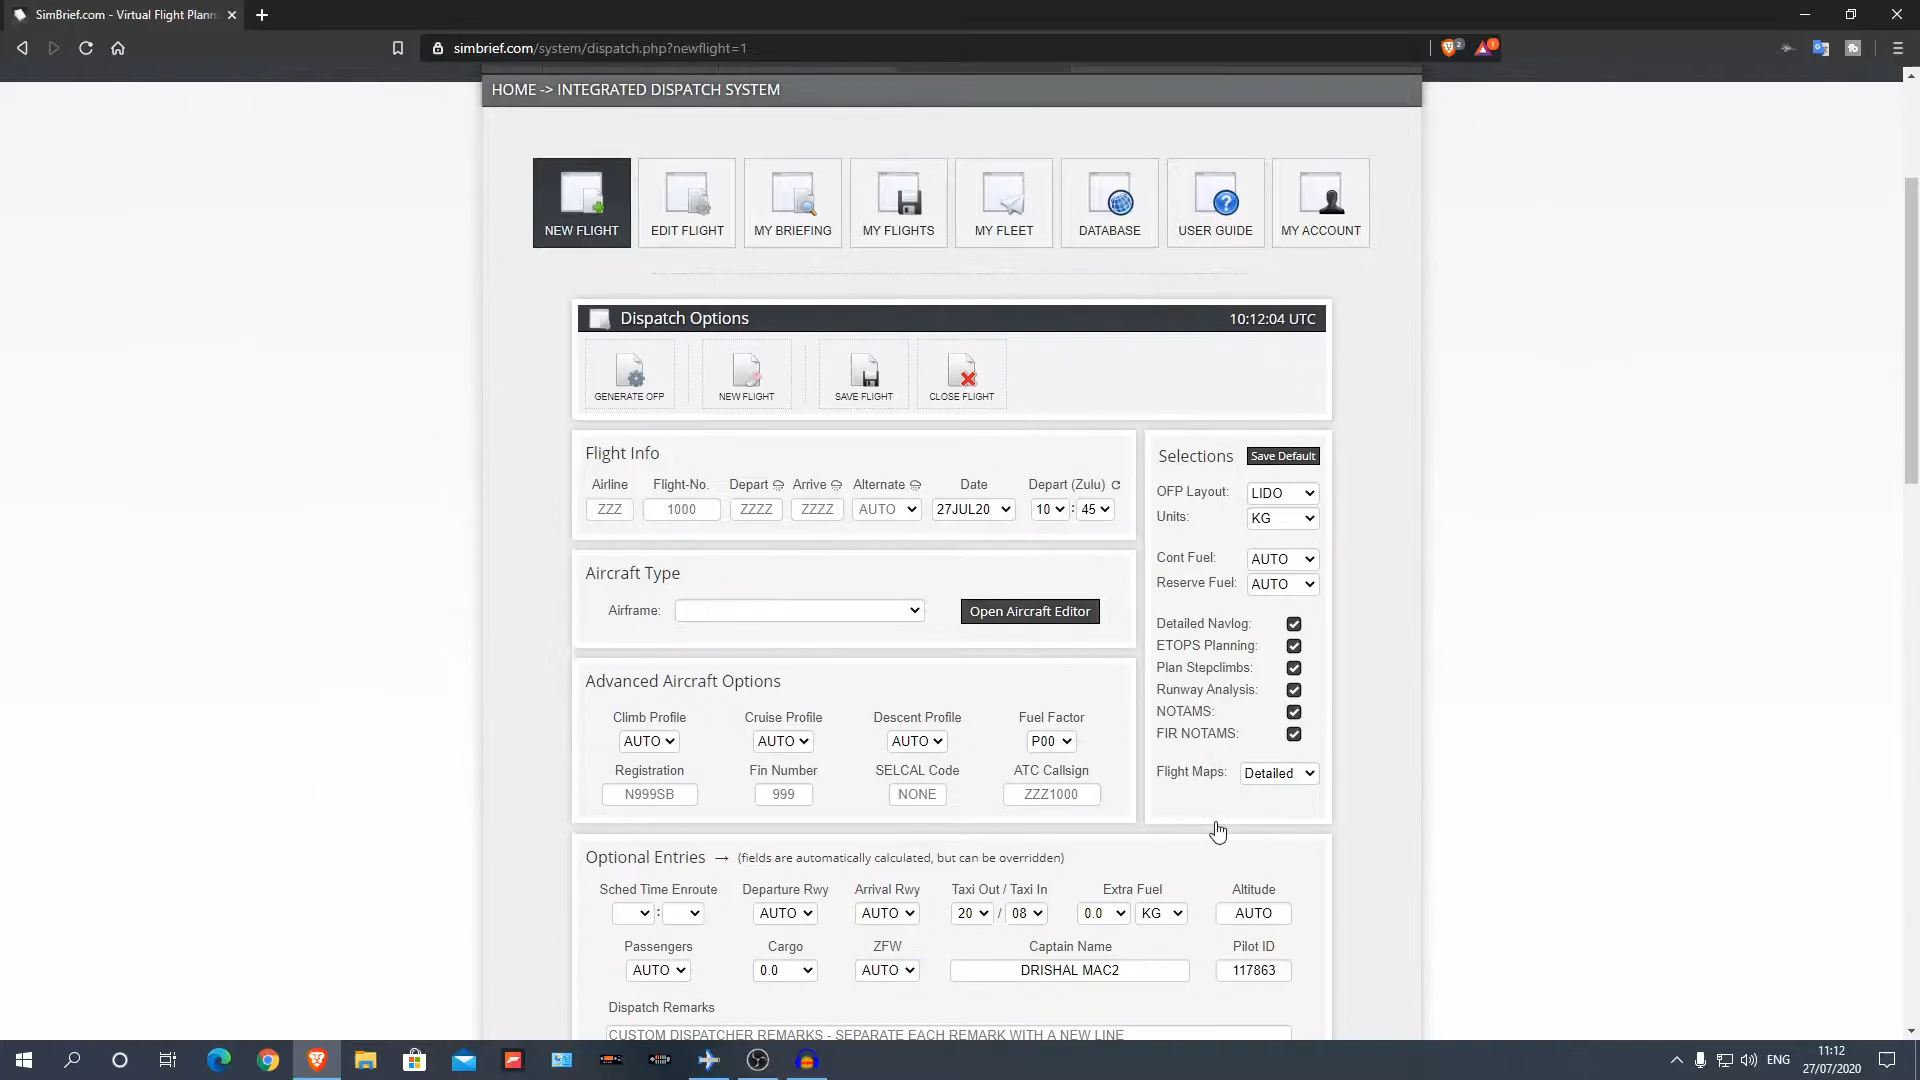 SimBrief.com - Virtual Flight Plann
simbrief.com/system/dispatch.php?newflight=1
2
1
HOME -> INTEGRATED DISPATCH SYSTEM
NEW FLIGHT
EDIT FLIGHT
MY BRIEFING
MY FLIGHTS
MY FLEET
DATABASE
USER GUIDE
MY ACCOUNT
Dispatch Options
10:12:04 UTC
GENERATE OFP
NEW FLIGHT
SAVE FLIGHT
CLOSE FLIGHT
Flight Info
Airline Flight-No. Depart Arrive Alternate Date Depart (Zulu)
ZZZ 1000 ZZZZ ZZZZ AUTO 27JUL20 10 : 45
Aircraft Type
Airframe:
Open Aircraft Editor
Advanced Aircraft Options
Climb Profile Cruise Profile Descent Profile Fuel Factor
AUTO AUTO AUTO P00
Registration Fin Number SELCAL Code ATC Callsign
N999SB 999 NONE ZZZ1000
Selections Save Default
OFP Layout: LIDO
Units: KG
Cont Fuel: AUTO
Reserve Fuel: AUTO
Detailed Navlog:
ETOPS Planning:
Plan Stepclimbs:
Runway Analysis:
NOTAMS:
FIR NOTAMS:
Flight Maps: Detailed
Optional Entries → (fields are automatically calculated, but can be overridden)
Sched Time Enroute Departure Rwy Arrival Rwy Taxi Out / Taxi In Extra Fuel Altitude
: AUTO AUTO 20 / 08 0.0 KG AUTO
Passengers Cargo ZFW Captain Name Pilot ID
AUTO 0.0 AUTO DRISHAL MAC2 117863
Dispatch Remarks
CUSTOM DISPATCHER REMARKS - SEPARATE EACH REMARK WITH A NEW LINE
ENG
11:12
27/07/2020